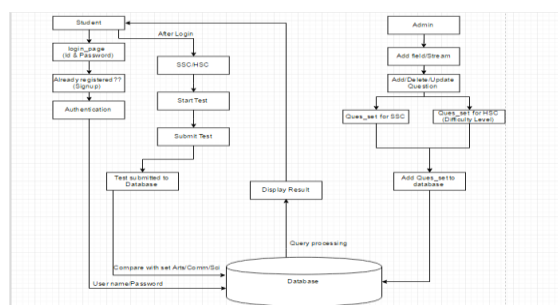 Student
After Login
login_page
(Id & Password)
Already registered??
(Signup)
Authentication
SSC/HSC
Start Test
Submit Test
Test submitted to
Database
Compare with set Arts/Comm/Sci
User name/Password
Display Result
Query processing
Database
Admin
Add field/Stream
Add/Delete/Update
Question
Ques_set for SSC
Ques_set for HSC
(Difficulty Level)
Add Ques_set to
database